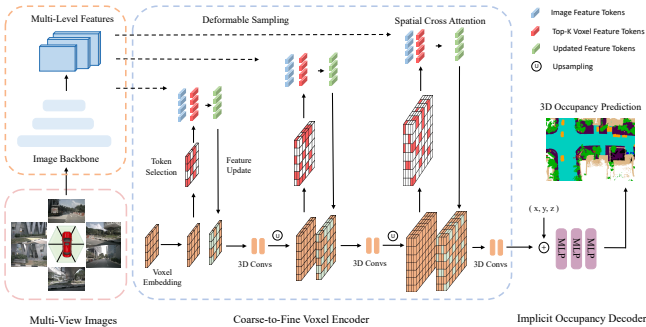 Multi-Level Features
Deformable Sampling
Spatial Cross Attention
Image Feature Tokens
Top-K Voxel Feature Tokens
Updated Feature Tokens
U Upsampling
3D Occupancy Prediction
Image Backbone
Token
Selection
Feature
Update
U
U
( x, y, z )
Voxel
Embedding
3D Convs
3D Convs
3D Convs
MLP
MLP
MLP
Multi-View Images
Coarse-to-Fine Voxel Encoder
Implicit Occupancy Decoder